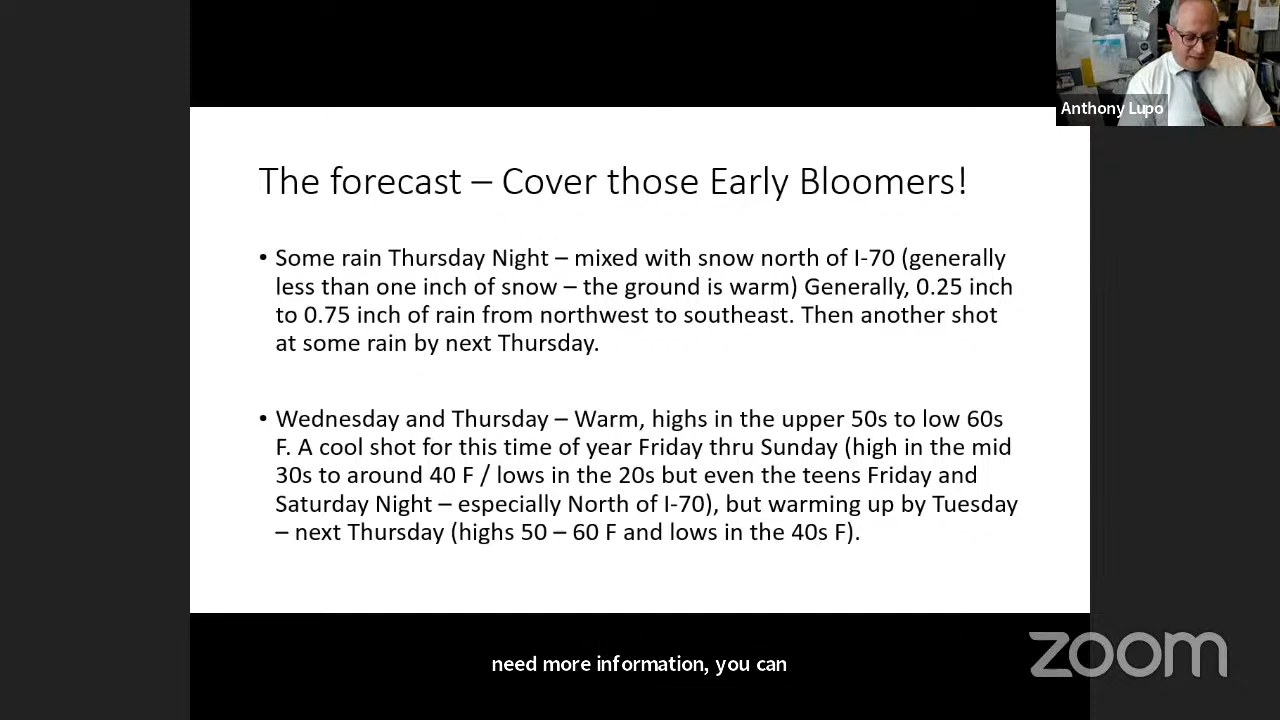 Anthony Lupo
The forecast – Cover those Early Bloomers!
• Some rain Thursday Night – mixed with snow north of I-70 (generally
less than one inch of snow – the ground is warm) Generally, 0.25 inch
to 0.75 inch of rain from northwest to southeast. Then another shot
at some rain by next Thursday.
• Wednesday and Thursday – Warm, highs in the upper 50s to low 60s
F. A cool shot for this time of year Friday thru Sunday (high in the mid
30s to around 40 F / lows in the 20s but even the teens Friday and
Saturday Night – especially North of I-70), but warming up by Tuesday
– next Thursday (highs 50 – 60 F and lows in the 40s F).
need more information, you can
zoom